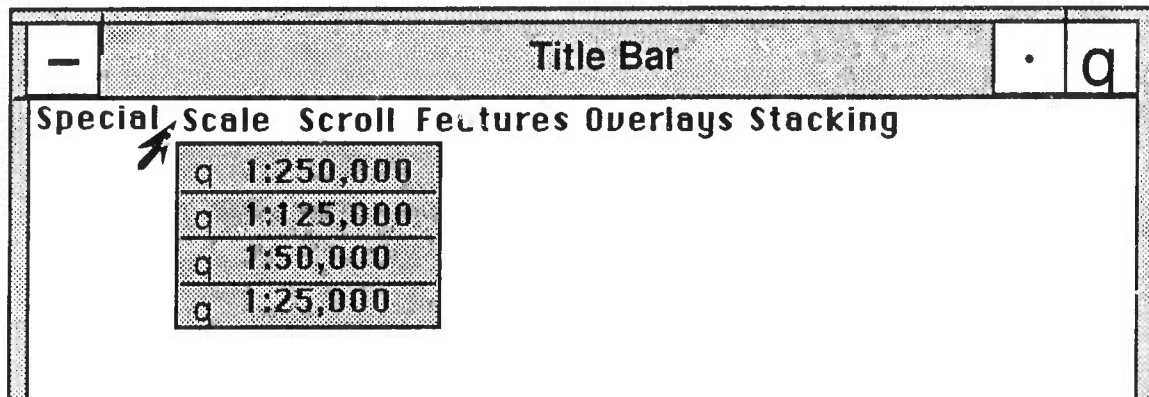 – Title Bar · q
Special Scale Scroll Features Overlays Stacking
q 1:250,000
q 1:125,000
q 1:50,000
q 1:25,000